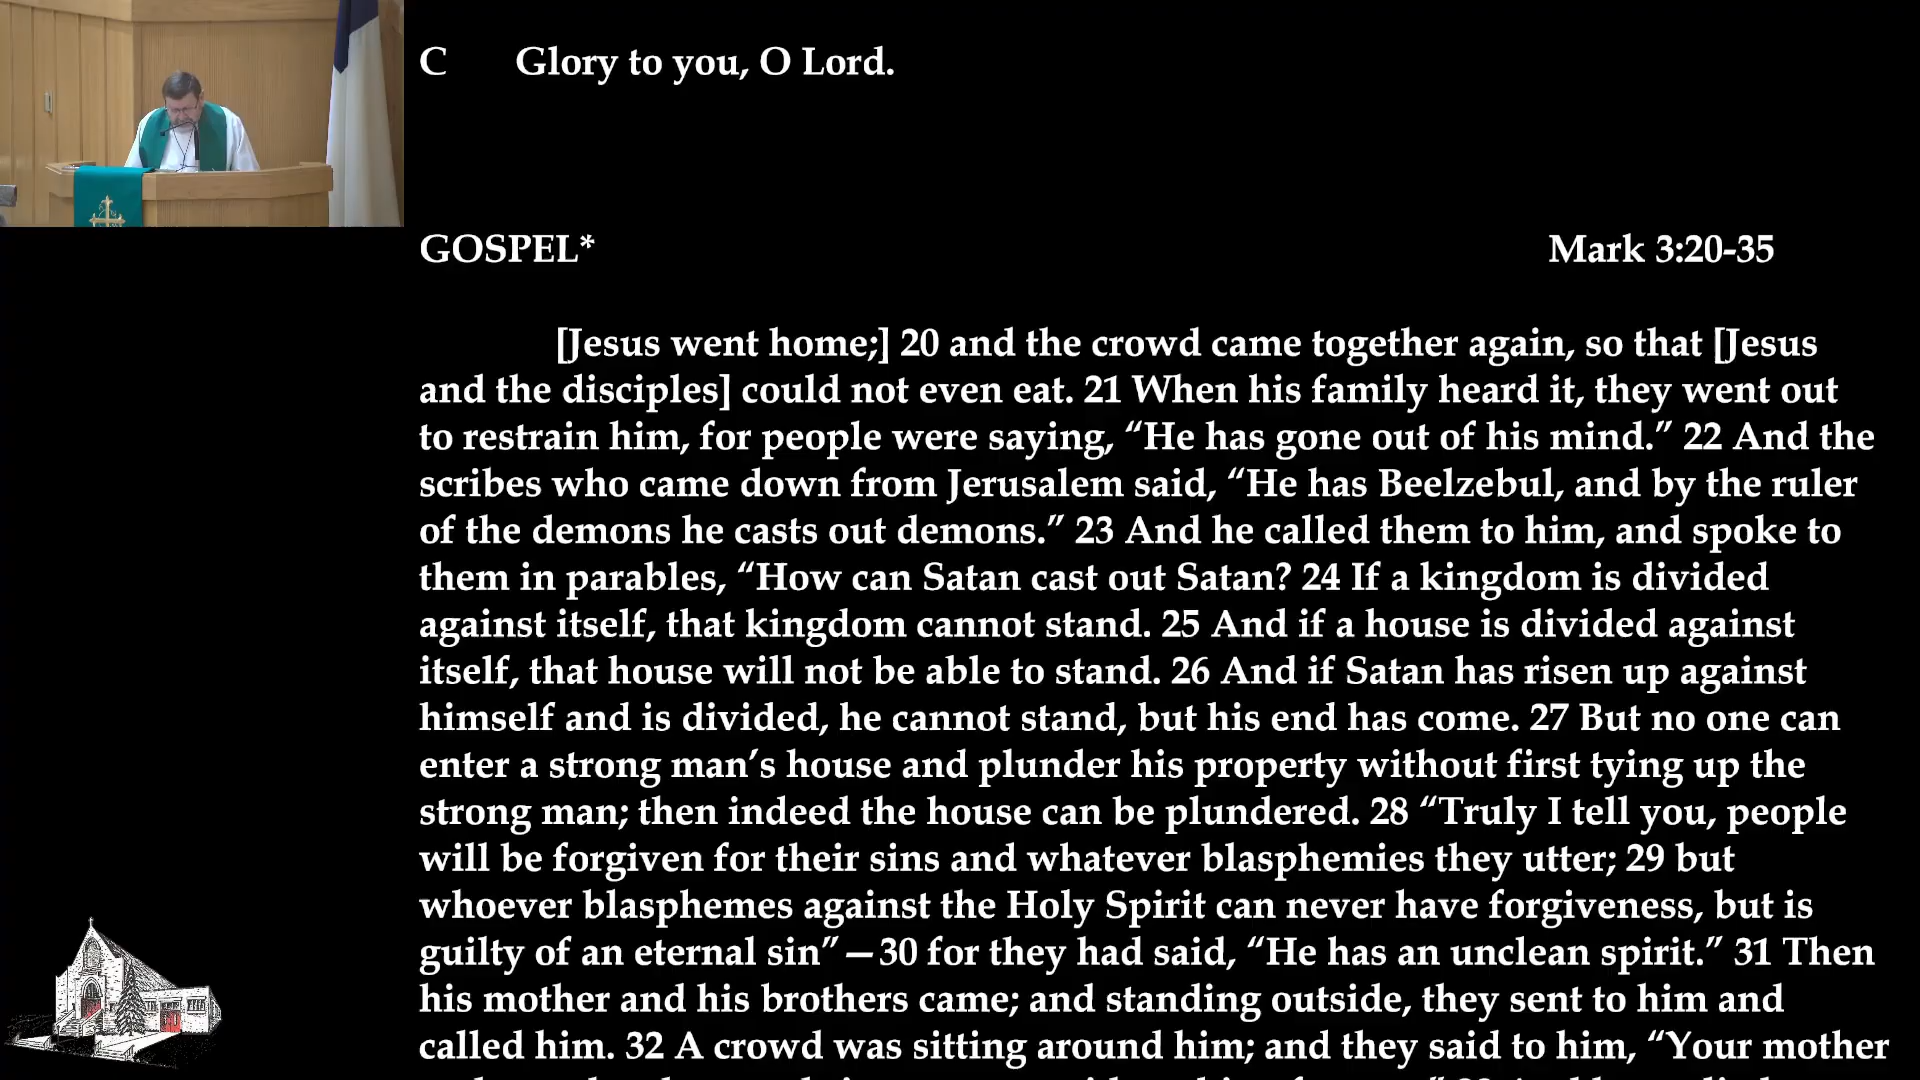 C Glory to you, O Lord.
GOSPEL* Mark 3:20-35
[Jesus went home;] 20 and the crowd came together again, so that [Jesus
and the disciples] could not even eat. 21 When his family heard it, they went out
to restrain him, for people were saying, “He has gone out of his mind.” 22 And the
scribes who came down from Jerusalem said, “He has Beelzebul, and by the ruler
of the demons he casts out demons.” 23 And he called them to him, and spoke to
them in parables, “How can Satan cast out Satan? 24 If a kingdom is divided
against itself, that kingdom cannot stand. 25 And if a house is divided against
itself, that house will not be able to stand. 26 And if Satan has risen up against
himself and is divided, he cannot stand, but his end has come. 27 But no one can
enter a strong man’s house and plunder his property without first tying up the
strong man; then indeed the house can be plundered. 28 “Truly I tell you, people
will be forgiven for their sins and whatever blasphemies they utter; 29 but
whoever blasphemes against the Holy Spirit can never have forgiveness, but is
guilty of an eternal sin”—30 for they had said, “He has an unclean spirit.” 31 Then
his mother and his brothers came; and standing outside, they sent to him and
called him. 32 A crowd was sitting around him; and they said to him, “Your mother